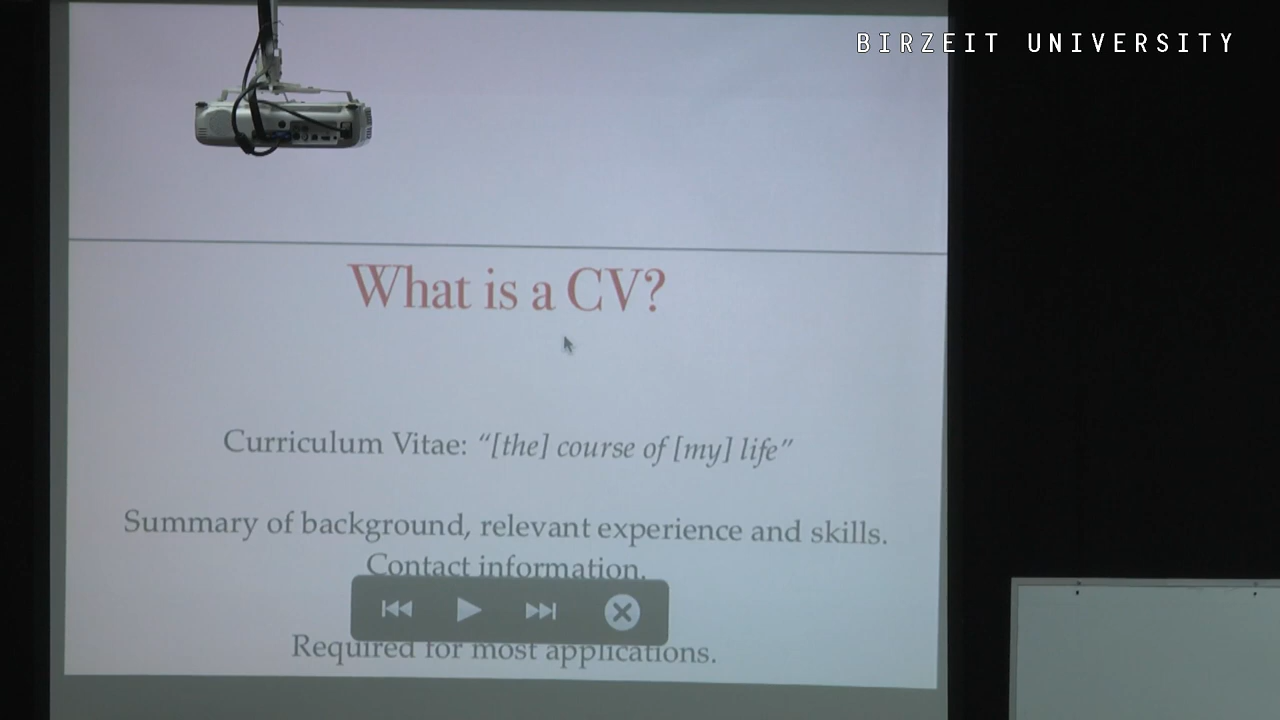 BIRZEIT UNIVERSITY
What is a CV?
Curriculum Vitae: “[the] course of [my] life”
Summary of background, relevant experience and skills.
Contact information.
Required for most applications.